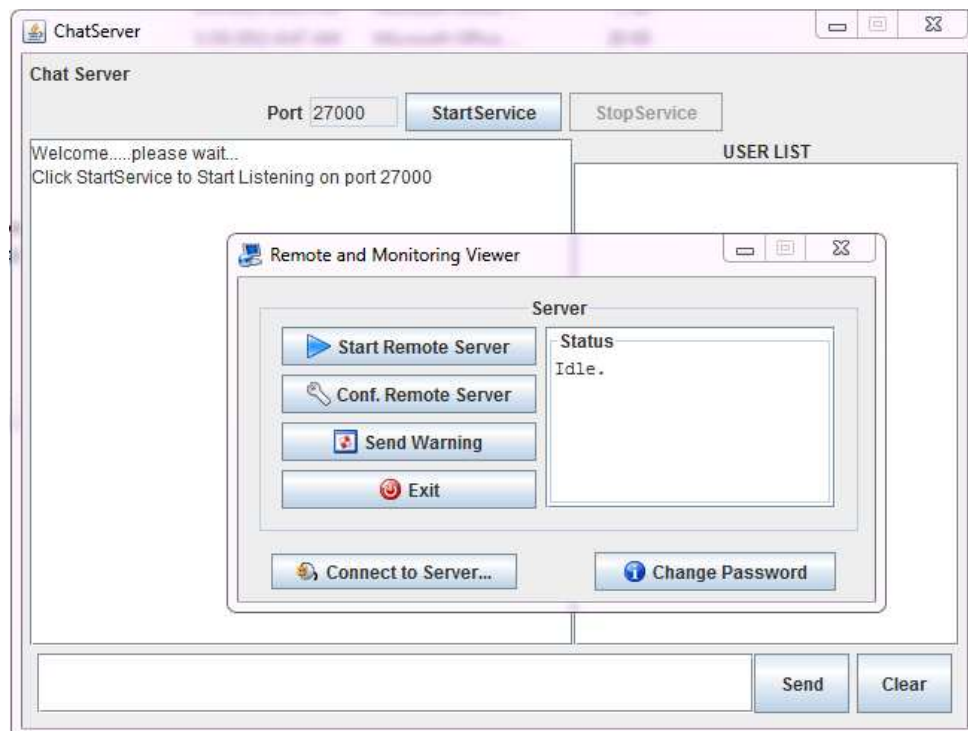 ChatServer
Chat Server
Port 27000 StartService StopService
Welcome.....please wait...
Click StartService to Start Listening on port 27000
USER LIST
Remote and Monitoring Viewer
Server
Start Remote Server
Conf. Remote Server
Send Warning
Exit
Status
Idle.
Connect to Server...
Change Password
Send
Clear